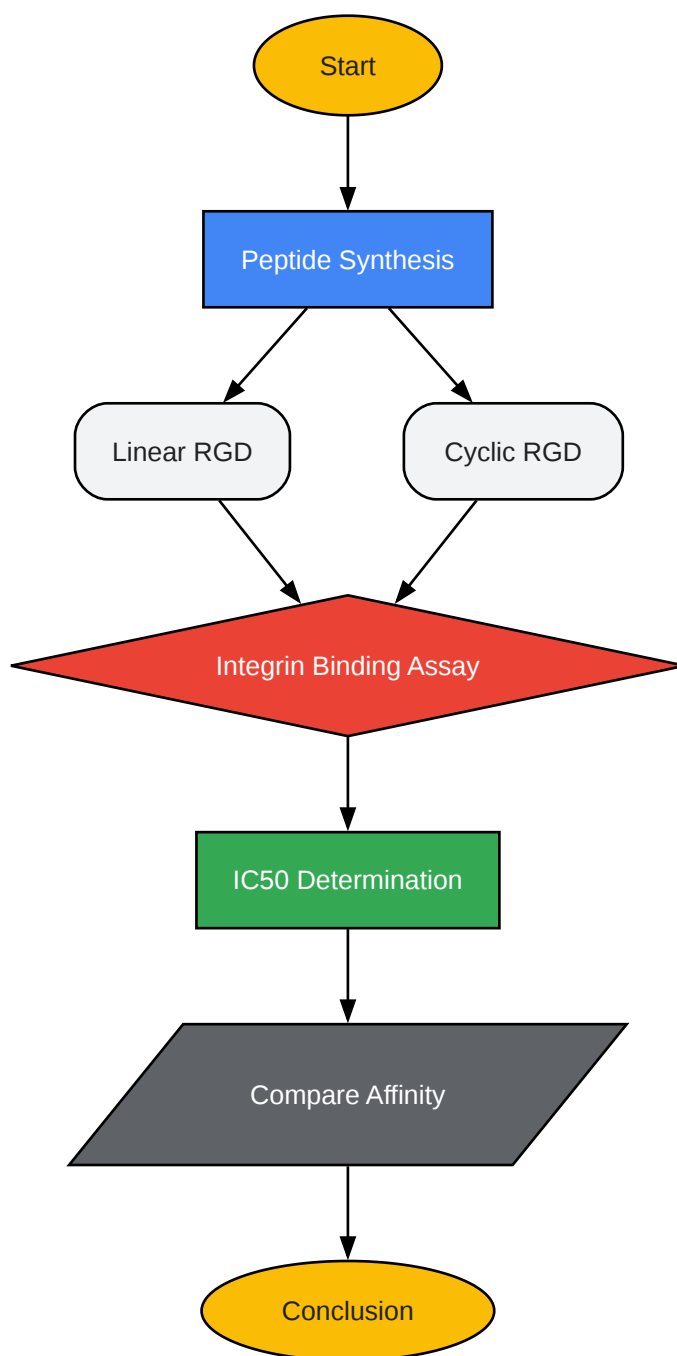 Start
Peptide Synthesis
Linear RGD
Cyclic RGD
Integrin Binding Assay
IC50 Determination
Compare Affinity
Conclusion